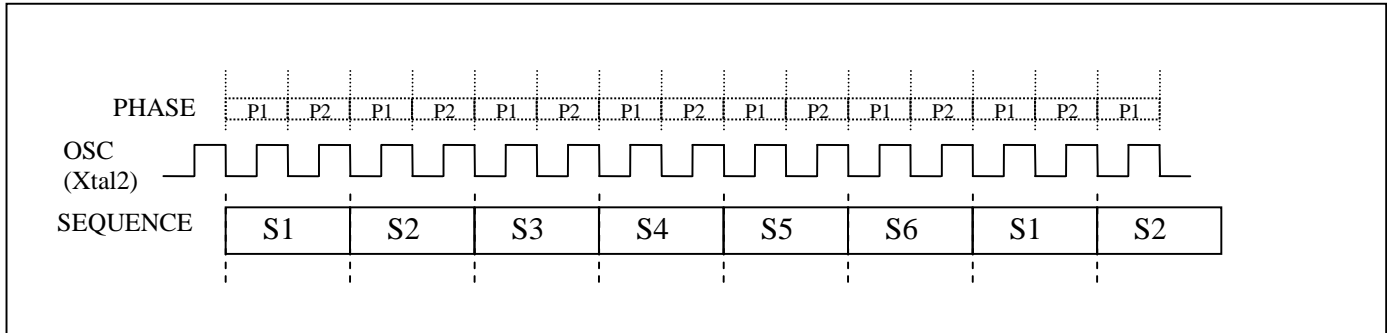 PHASE P1 P2 P1 P2 P1 P2 P1 P2 P1 P2 P1 P2 P1 P2 P1
OSC
(Xtal2)
SEQUENCE S1 S2 S3 S4 S5 S6 S1 S2